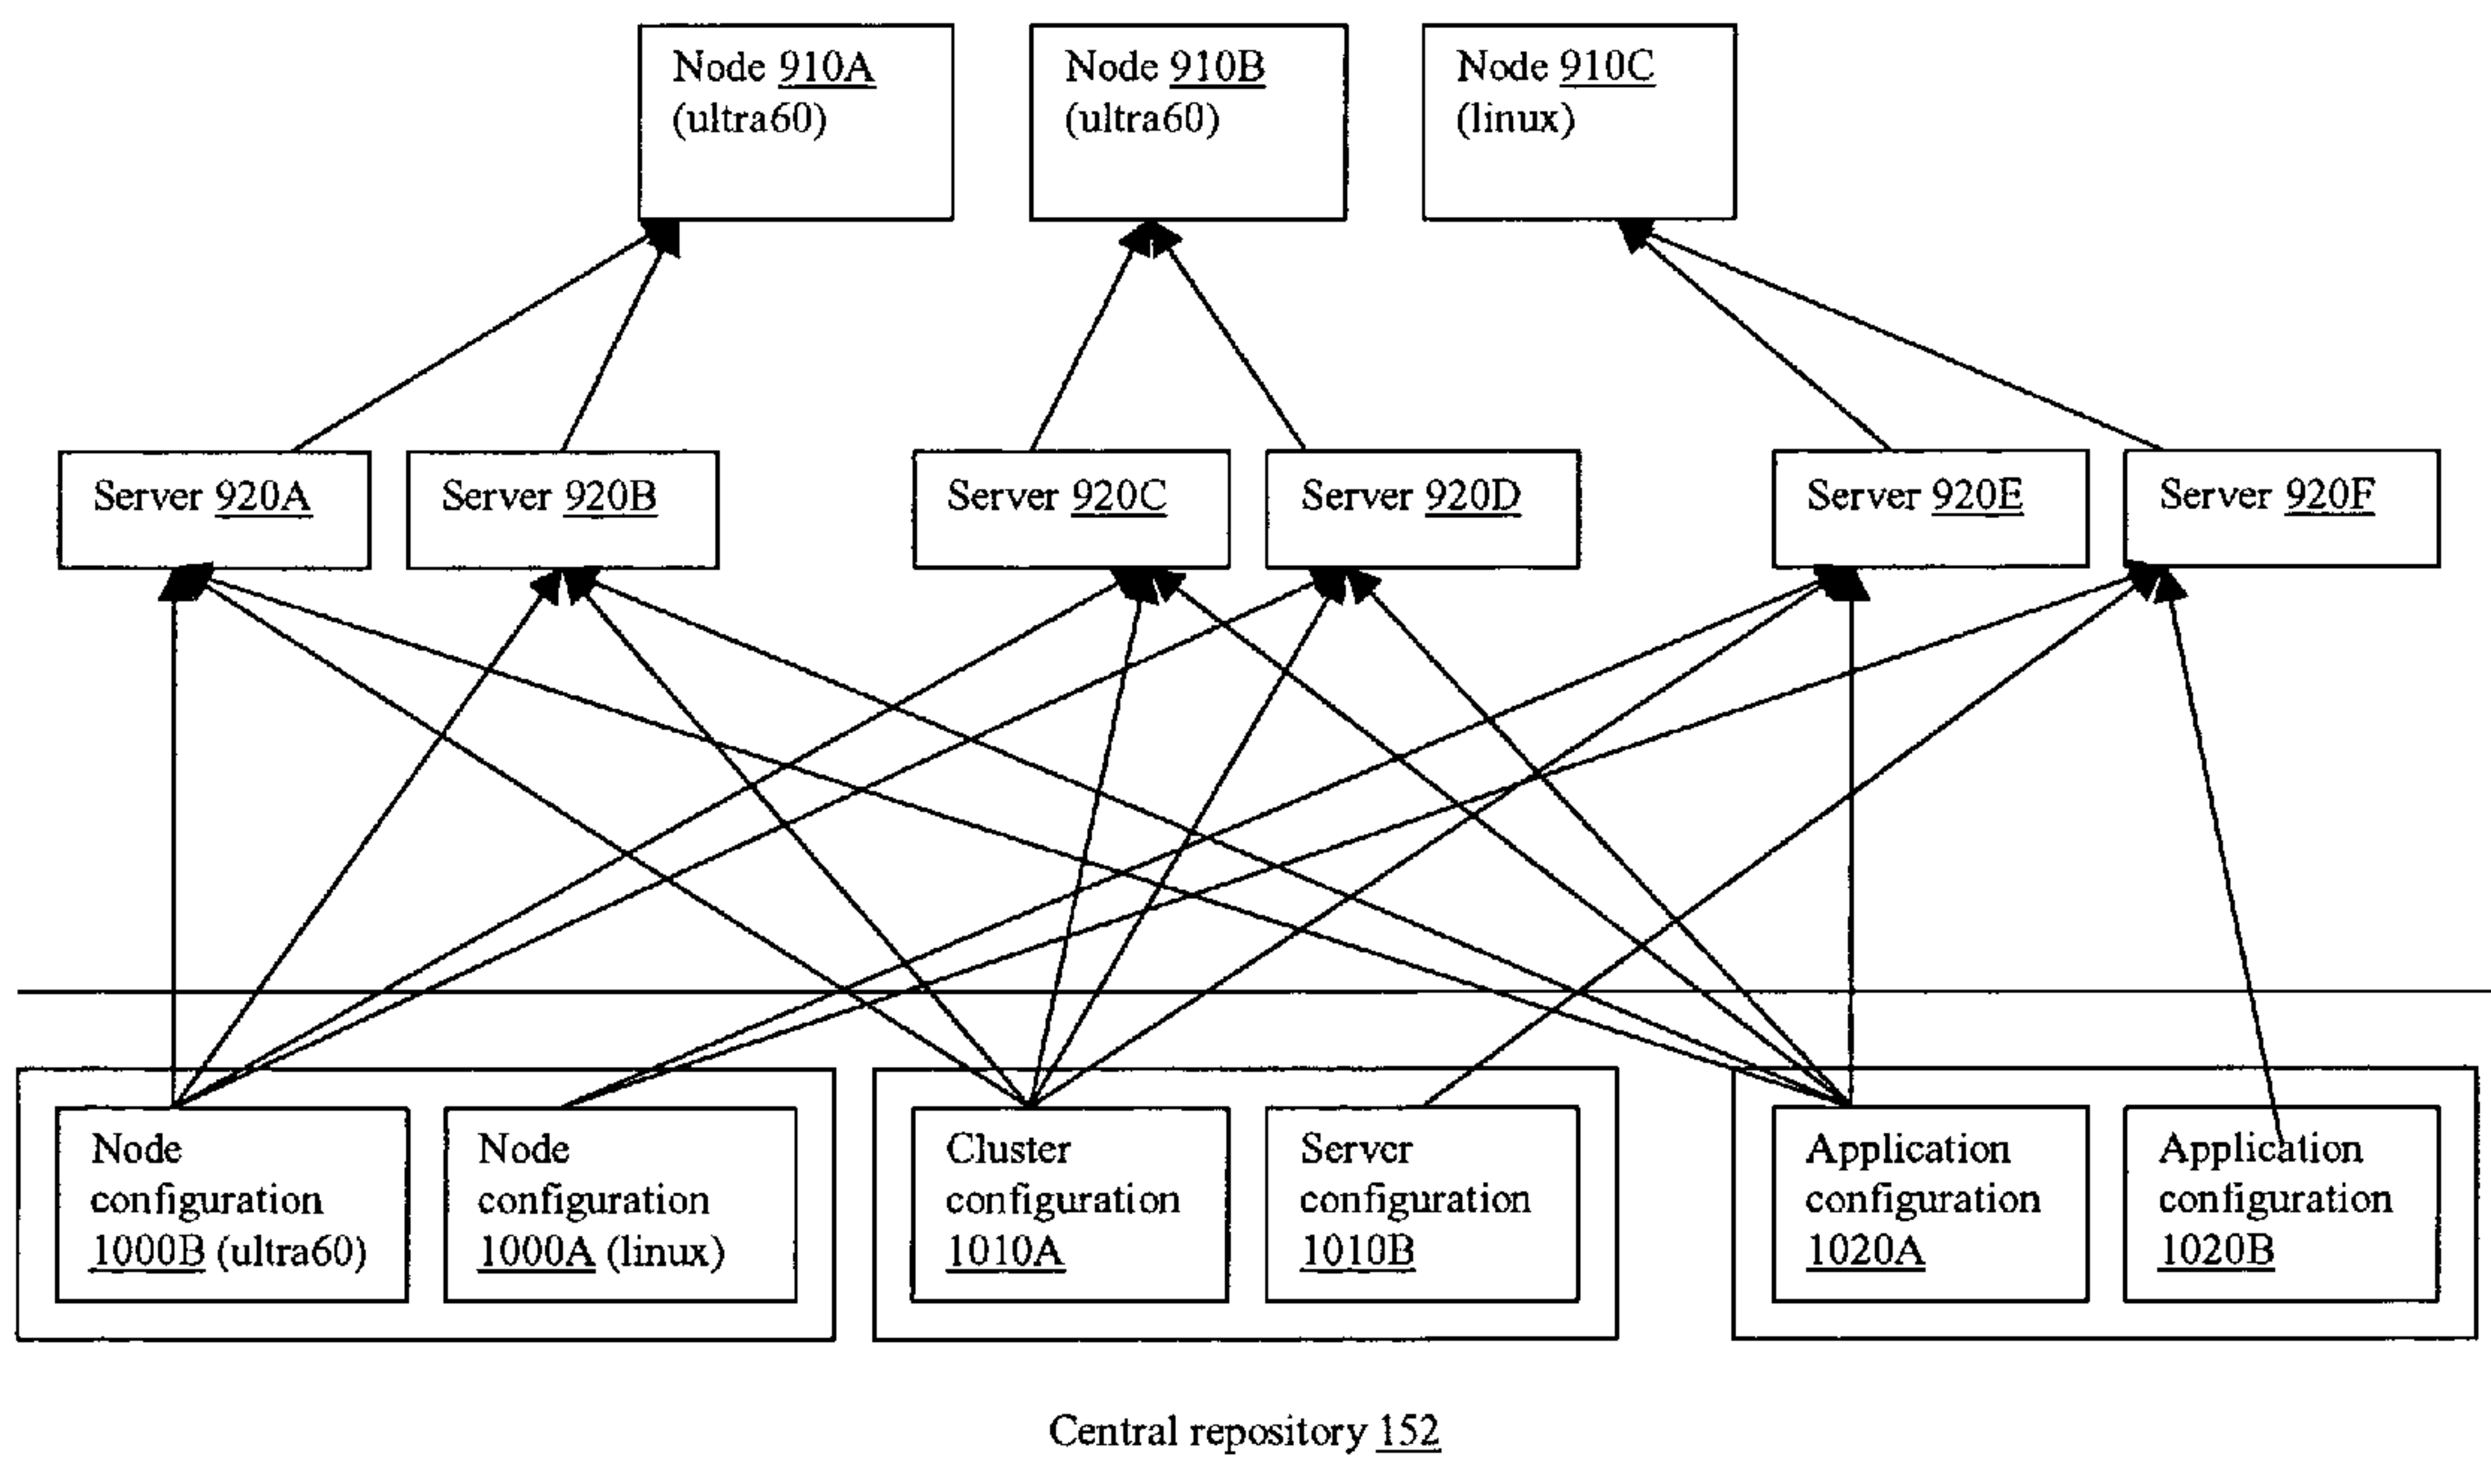 Node 910A
(ultra60)
Node 910B
(ultra60)
Node 910C
(linux)
Server 920A
Server 920B
Server 920C
Server 920D
Server 920E
Server 920F
Node
configuration
1000B (ultra60)
Node
configuration
1000A (linux)
Cluster
configuration
1010A
Server
configuration
1010B
Application
configuration
1020A
Application
configuration
1020B
Central repository 152